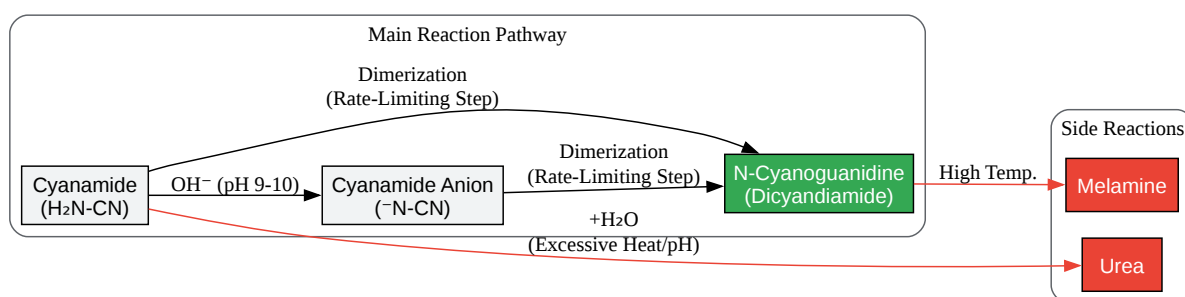 Main Reaction Pathway
Dimerization
(Rate-Limiting Step)
Side Reactions
Cyanamide
(H₂N-CN)
OH⁻ (pH 9-10)
Cyanamide Anion
(⁻N-CN)
Dimerization
(Rate-Limiting Step)
N-Cyanoguanidine
(Dicyandiamide)
High Temp.
Melamine
+H₂O
(Excessive Heat/pH)
Urea